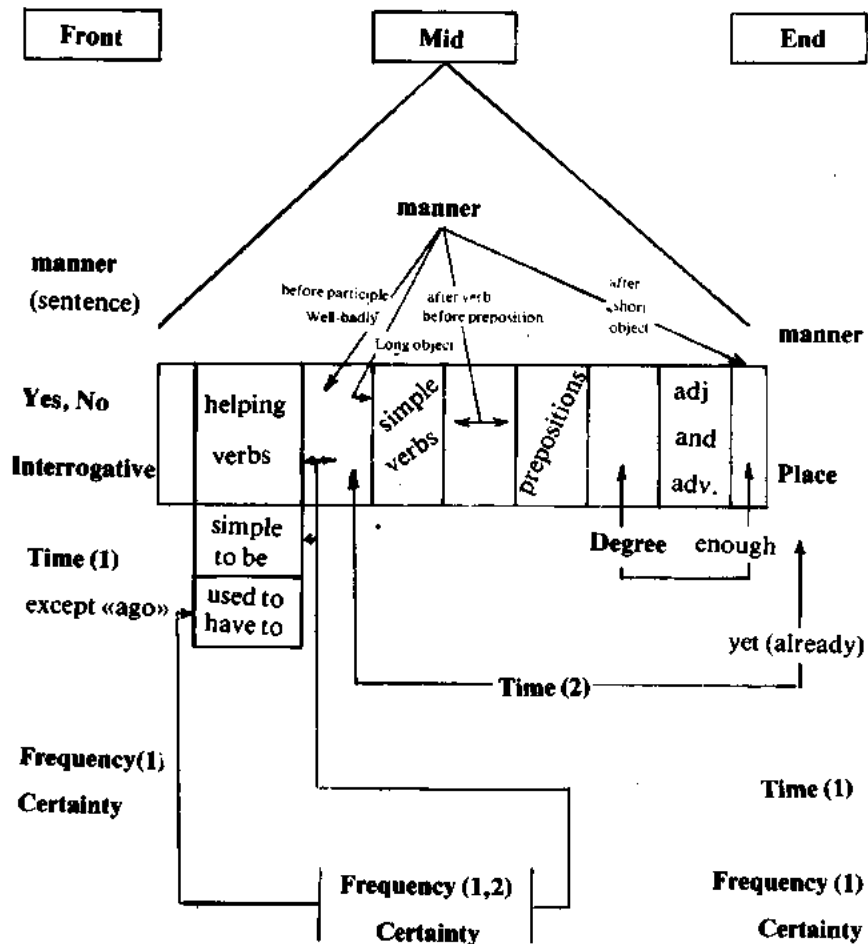 Front
Mid
End
manner
manner
(sentence)
before participle
Well-badly
after verb
before preposition
after
short
object
Long object
manner
Yes, No
Interrogative
helping
verbs
simple
verbs
prepositions
adj
and
adv.
Place
simple
to be
Time (1)
except «ago»
used to
have to
Degree
enough
yet (already)
Time (2)
Frequency(1)
Certainty
Time (1)
Frequency (1,2)
Certainty
Frequency (1)
Certainty